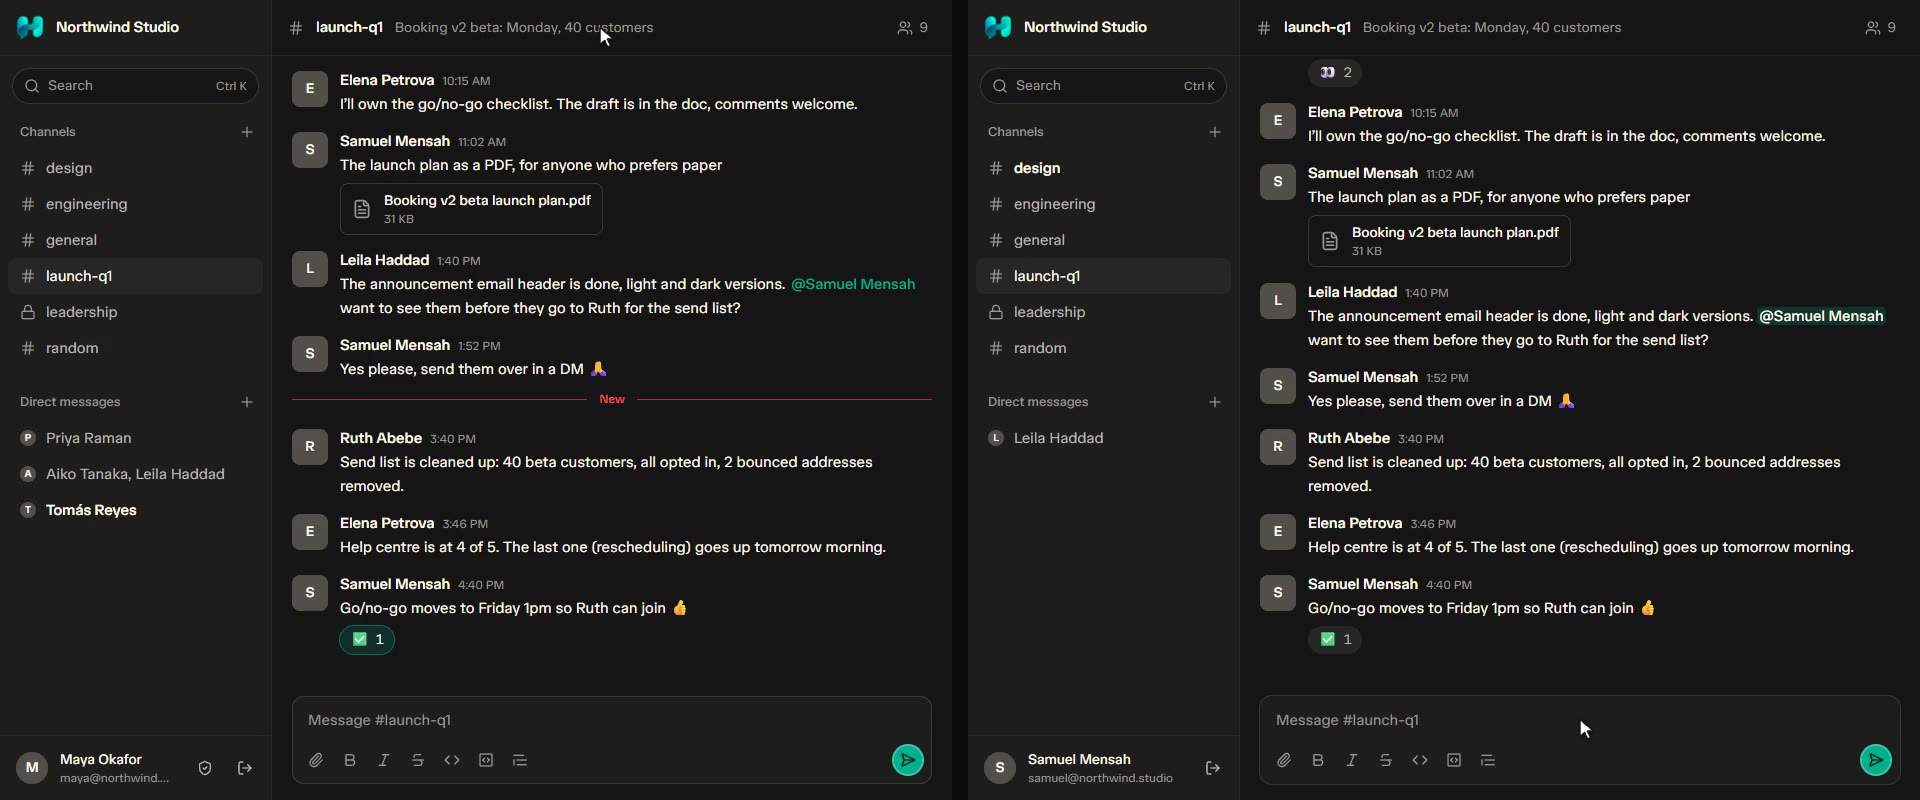 Northwind Studio
Search
Ctrl K
Channels
design
engineering
general
launch-q1
leadership
random
Direct messages
P Priya Raman
A Aiko Tanaka, Leila Haddad
T Tomás Reyes
M
Maya Okafor
maya@northwind....
# launch-q1 Booking v2 beta: Monday, 40 customers
9
E
Elena Petrova 10:15 AM
I'll own the go/no-go checklist. The draft is in the doc, comments welcome.
S
Samuel Mensah 11:02 AM
The launch plan as a PDF, for anyone who prefers paper
Booking v2 beta launch plan.pdf
31 KB
L
Leila Haddad 1:40 PM
The announcement email header is done, light and dark versions. @Samuel Mensah
want to see them before they go to Ruth for the send list?
S
Samuel Mensah 1:52 PM
Yes please, send them over in a DM 🙏
New
R
Ruth Abebe 3:40 PM
Send list is cleaned up: 40 beta customers, all opted in, 2 bounced addresses
removed.
E
Elena Petrova 3:46 PM
Help centre is at 4 of 5. The last one (rescheduling) goes up tomorrow morning.
S
Samuel Mensah 4:40 PM
Go/no-go moves to Friday 1pm so Ruth can join 👍
✅ 1
Message #launch-q1
B I S
Northwind Studio
Search
Ctrl K
Channels
design
engineering
general
launch-q1
leadership
random
Direct messages
L Leila Haddad
S
Samuel Mensah
samuel@northwind.studio
# launch-q1 Booking v2 beta: Monday, 40 customers
9
👀 2
E
Elena Petrova 10:15 AM
I'll own the go/no-go checklist. The draft is in the doc, comments welcome.
S
Samuel Mensah 11:02 AM
The launch plan as a PDF, for anyone who prefers paper
Booking v2 beta launch plan.pdf
31 KB
L
Leila Haddad 1:40 PM
The announcement email header is done, light and dark versions. @Samuel Mensah
want to see them before they go to Ruth for the send list?
S
Samuel Mensah 1:52 PM
Yes please, send them over in a DM 🙏
R
Ruth Abebe 3:40 PM
Send list is cleaned up: 40 beta customers, all opted in, 2 bounced addresses
removed.
E
Elena Petrova 3:46 PM
Help centre is at 4 of 5. The last one (rescheduling) goes up tomorrow morning.
S
Samuel Mensah 4:40 PM
Go/no-go moves to Friday 1pm so Ruth can join 👍
✅ 1
Message #launch-q1
B I S